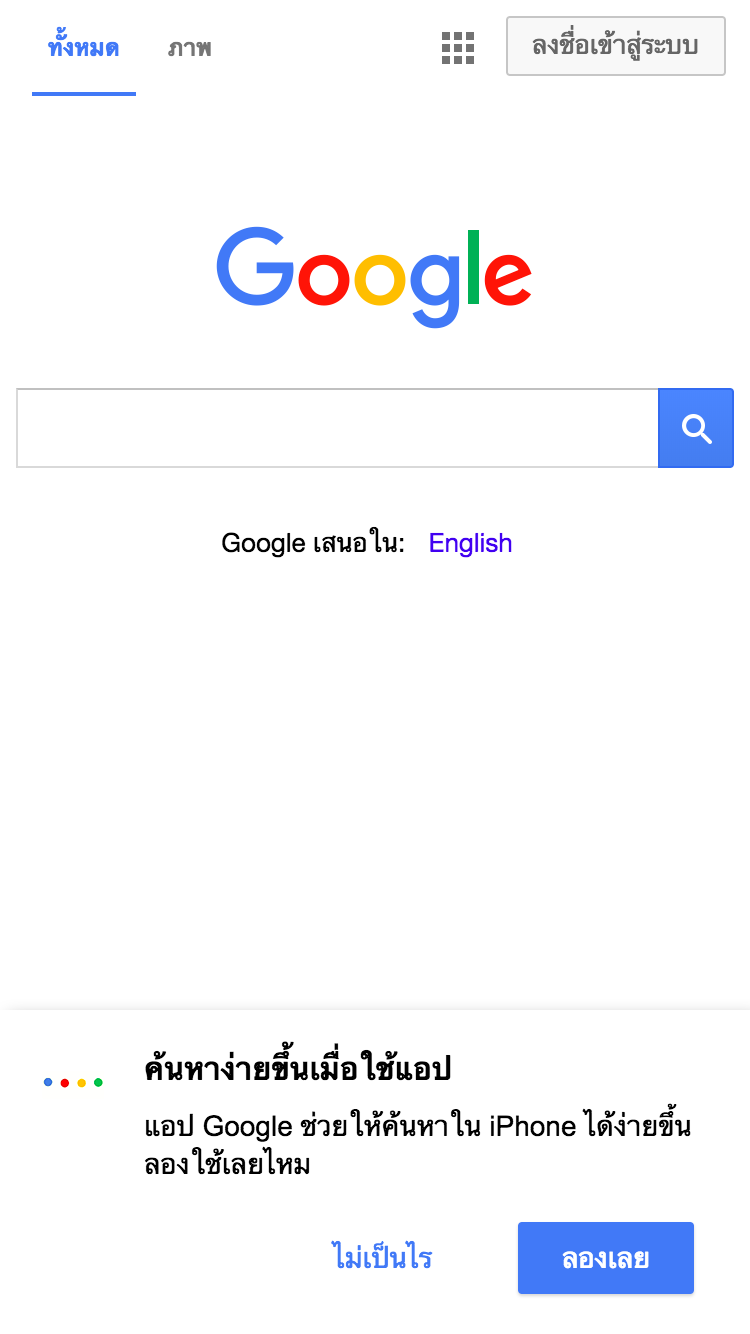 ทั้งหมด ภาพ ลงชื่อเข้าสู่ระบบ
Google
Google เสนอใน: English
ค้นหาง่ายขึ้นเมื่อใช้แอป
แอป Google ช่วยให้ค้นหาใน iPhone ได้ง่ายขึ้น
ลองใช้เลยไหม
ไม่เป็นไร ลองเลย